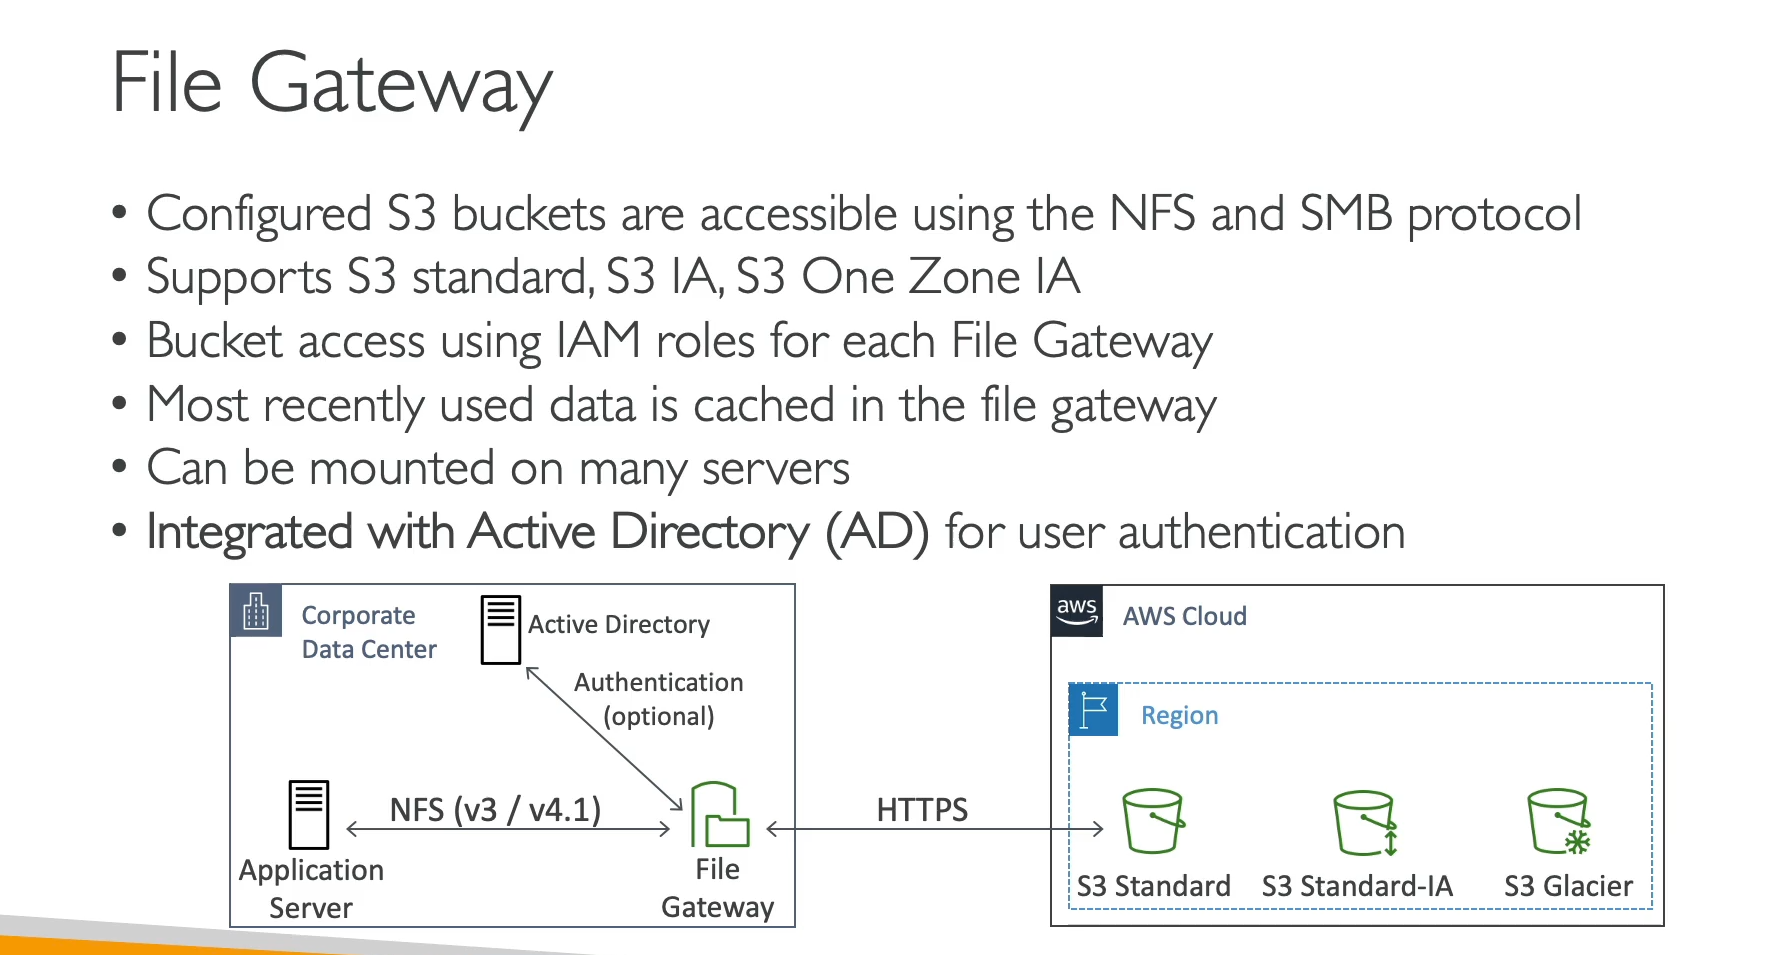 File Gateway
• Configured S3 buckets are accessible using the NFS and SMB protocol
• Supports S3 standard, S3 IA, S3 One Zone IA
• Bucket access using IAM roles for each File Gateway
• Most recently used data is cached in the file gateway
• Can be mounted on many servers
• Integrated with Active Directory (AD) for user authentication
Corporate
Data Center
Active Directory
Authentication
(optional)
NFS (v3 / v4.1)
Application
Server
File
Gateway
HTTPS
aws
AWS Cloud
Region
S3 Standard
S3 Standard-IA
S3 Glacier